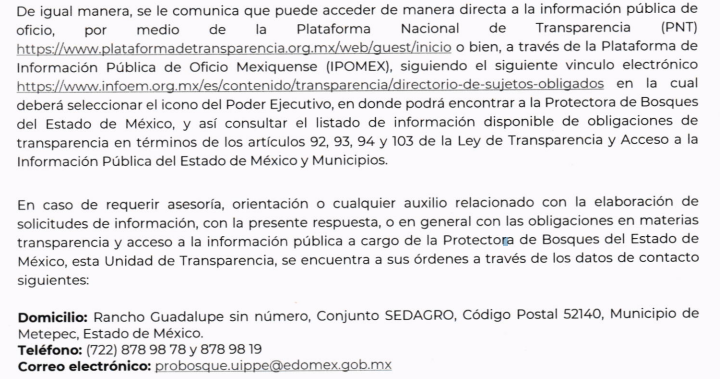 De igual manera, se le comunica que puede acceder de manera directa a la información pública de
oficio, por medio de la Plataforma Nacional de Transparencia (PNT)
https://www.plataformadetransparencia.org.mx/web/guest/inicio o bien, a través de la Plataforma de
Información Pública de Oficio Mexiquense (IPOMEX), siguiendo el siguiente vinculo electrónico
https://www.infoem.org.mx/es/contenido/transparencia/directorio-de-sujetos-obligados en la cual
deberá seleccionar el icono del Poder Ejecutivo, en donde podrá encontrar a la Protectora de Bosques
del Estado de México, y así consultar el listado de información disponible de obligaciones de
transparencia en términos de los artículos 92, 93, 94 y 103 de la Ley de Transparencia y Acceso a la
Información Pública del Estado de México y Municipios.
En caso de requerir asesoría, orientación o cualquier auxilio relacionado con la elaboración de
solicitudes de información, con la presente respuesta, o en general con las obligaciones en materias
transparencia y acceso a la información pública a cargo de la Protectora de Bosques del Estado de
México, esta Unidad de Transparencia, se encuentra a sus órdenes a través de los datos de contacto
siguientes:
Domicilio: Rancho Guadalupe sin número, Conjunto SEDAGRO, Código Postal 52140, Municipio de
Metepec, Estado de México.
Teléfono: (722) 878 98 78 y 878 98 19
Correo electrónico: probosque.uippe@edomex.gob.mx